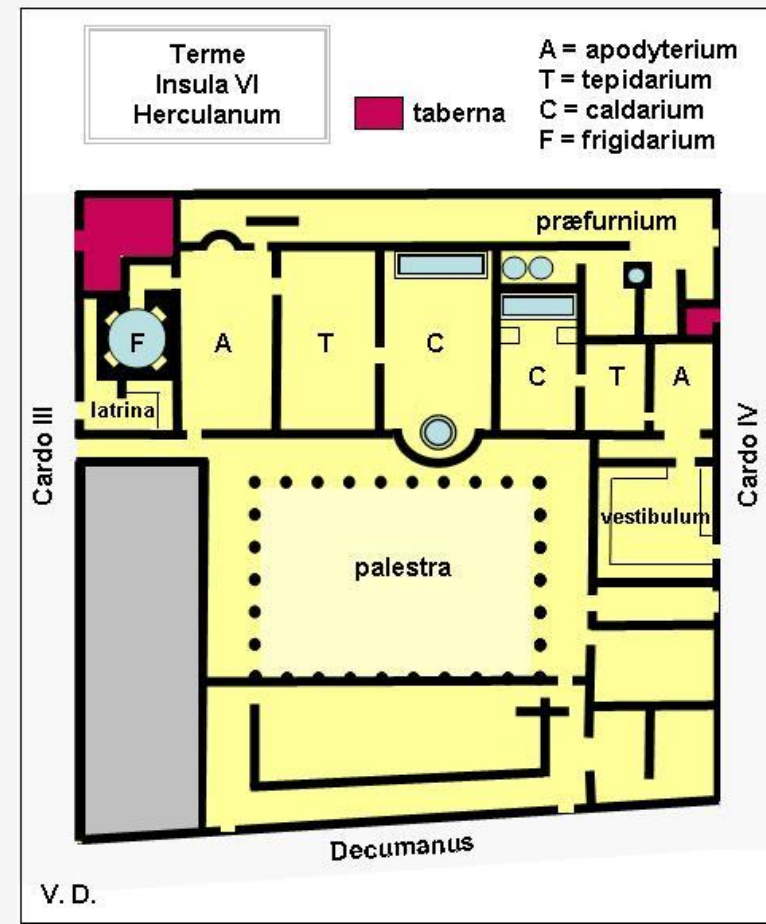 Terme
Insula VI
Herculanum
taberna
A = apodyterium
T = tepidarium
C = caldarium
F = frigidarium
præfurnium
F
A
T
C
C
T
A
latrina
Cardo III
Cardo IV
vestibulum
palestra
Decumanus
V. D.